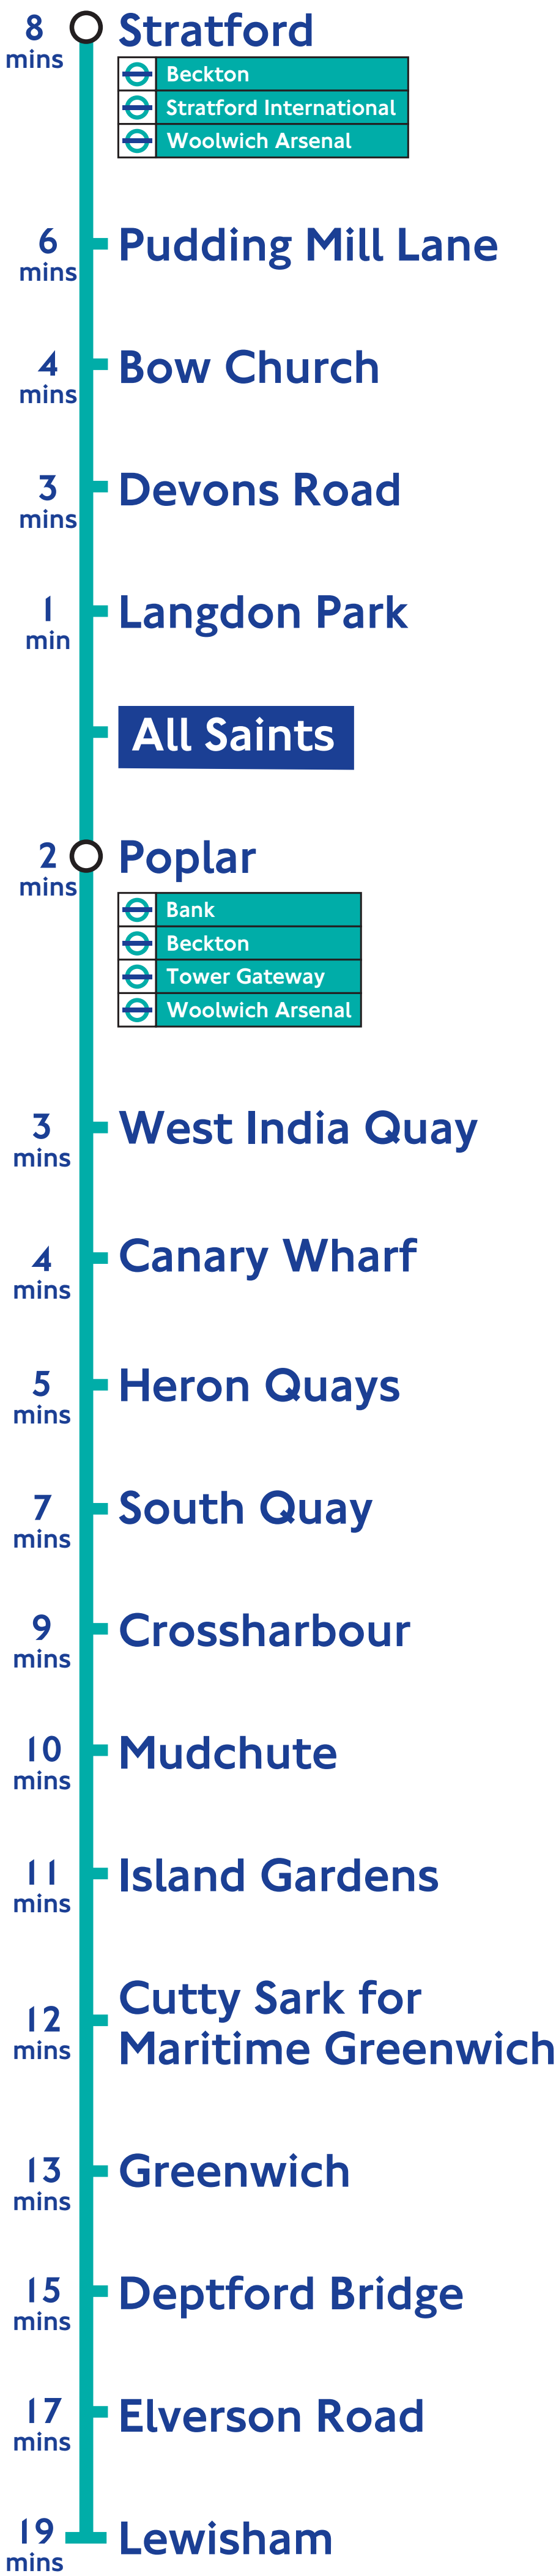 8
mins
Stratford
Beckton
Stratford International
Woolwich Arsenal
6
mins
Pudding Mill Lane
4
mins
Bow Church
3
mins
Devons Road
1
min
Langdon Park
All Saints
2
mins
Poplar
Bank
Beckton
Tower Gateway
Woolwich Arsenal
3
mins
West India Quay
4
mins
Canary Wharf
5
mins
Heron Quays
7
mins
South Quay
9
mins
Crossharbour
10
mins
Mudchute
11
mins
Island Gardens
12
mins
Cutty Sark for
Maritime Greenwich
13
mins
Greenwich
15
mins
Deptford Bridge
17
mins
Elverson Road
19
mins
Lewisham